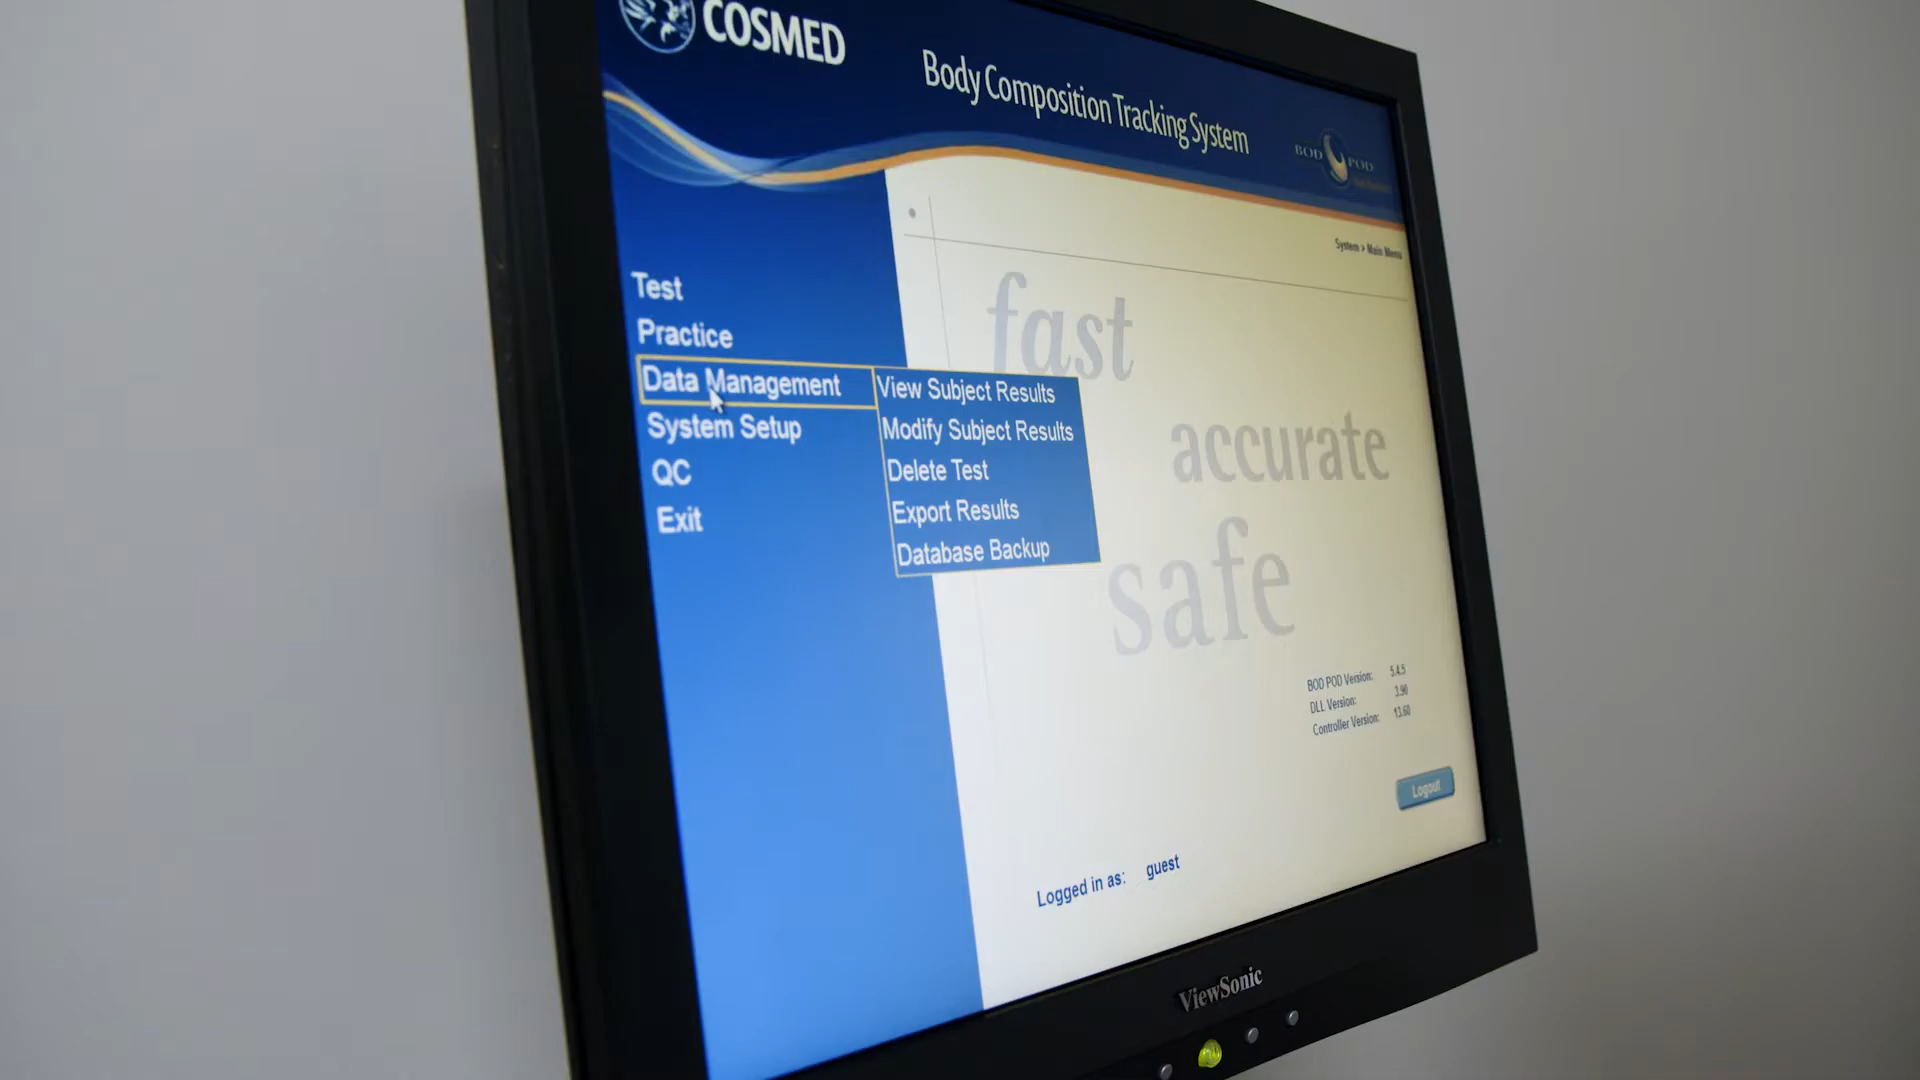 COSMED
Body Composition Tracking System
BOD POD
System > Main Menu
fast
accurate
safe
Test
Practice
Data Management
System Setup
QC
Exit
View Subject Results
Modify Subject Results
Delete Test
Export Results
Database Backup
BOD POD Version: 5.4.5
DLL Version: 3.90
Controller Version: 13.60
Logout
Logged in as: guest
ViewSonic